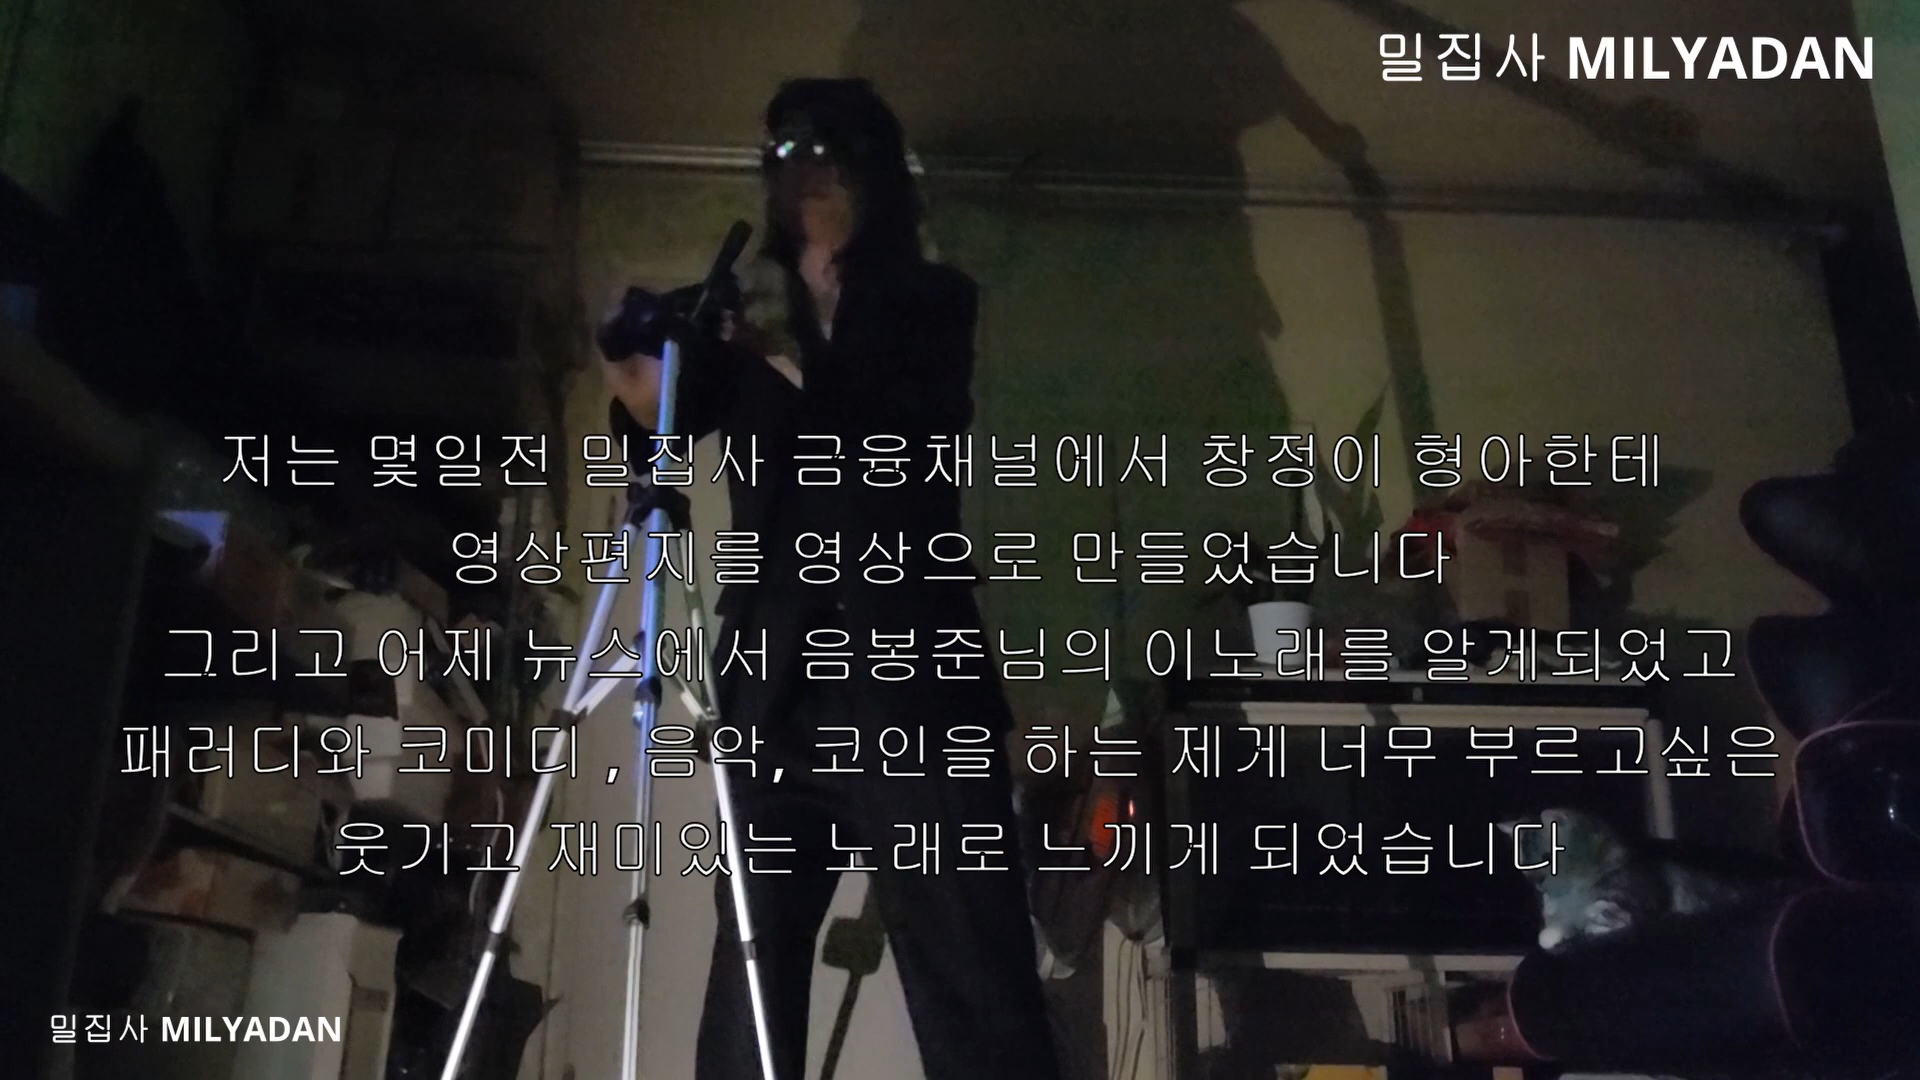 밀집사 MILYADAN
저는 몇일전 밀집사 금융채널에서 창정이 형아한테
영상편지를 영상으로 만들었습니다
그리고 어제 뉴스에서 음봉준님의 이노래를 알게되었고
패러디와 코미디 , 음악, 코인을 하는 제게 너무 부르고싶은
웃기고 재미있는 노래로 느끼게 되었습니다
밀집사 MILYADAN